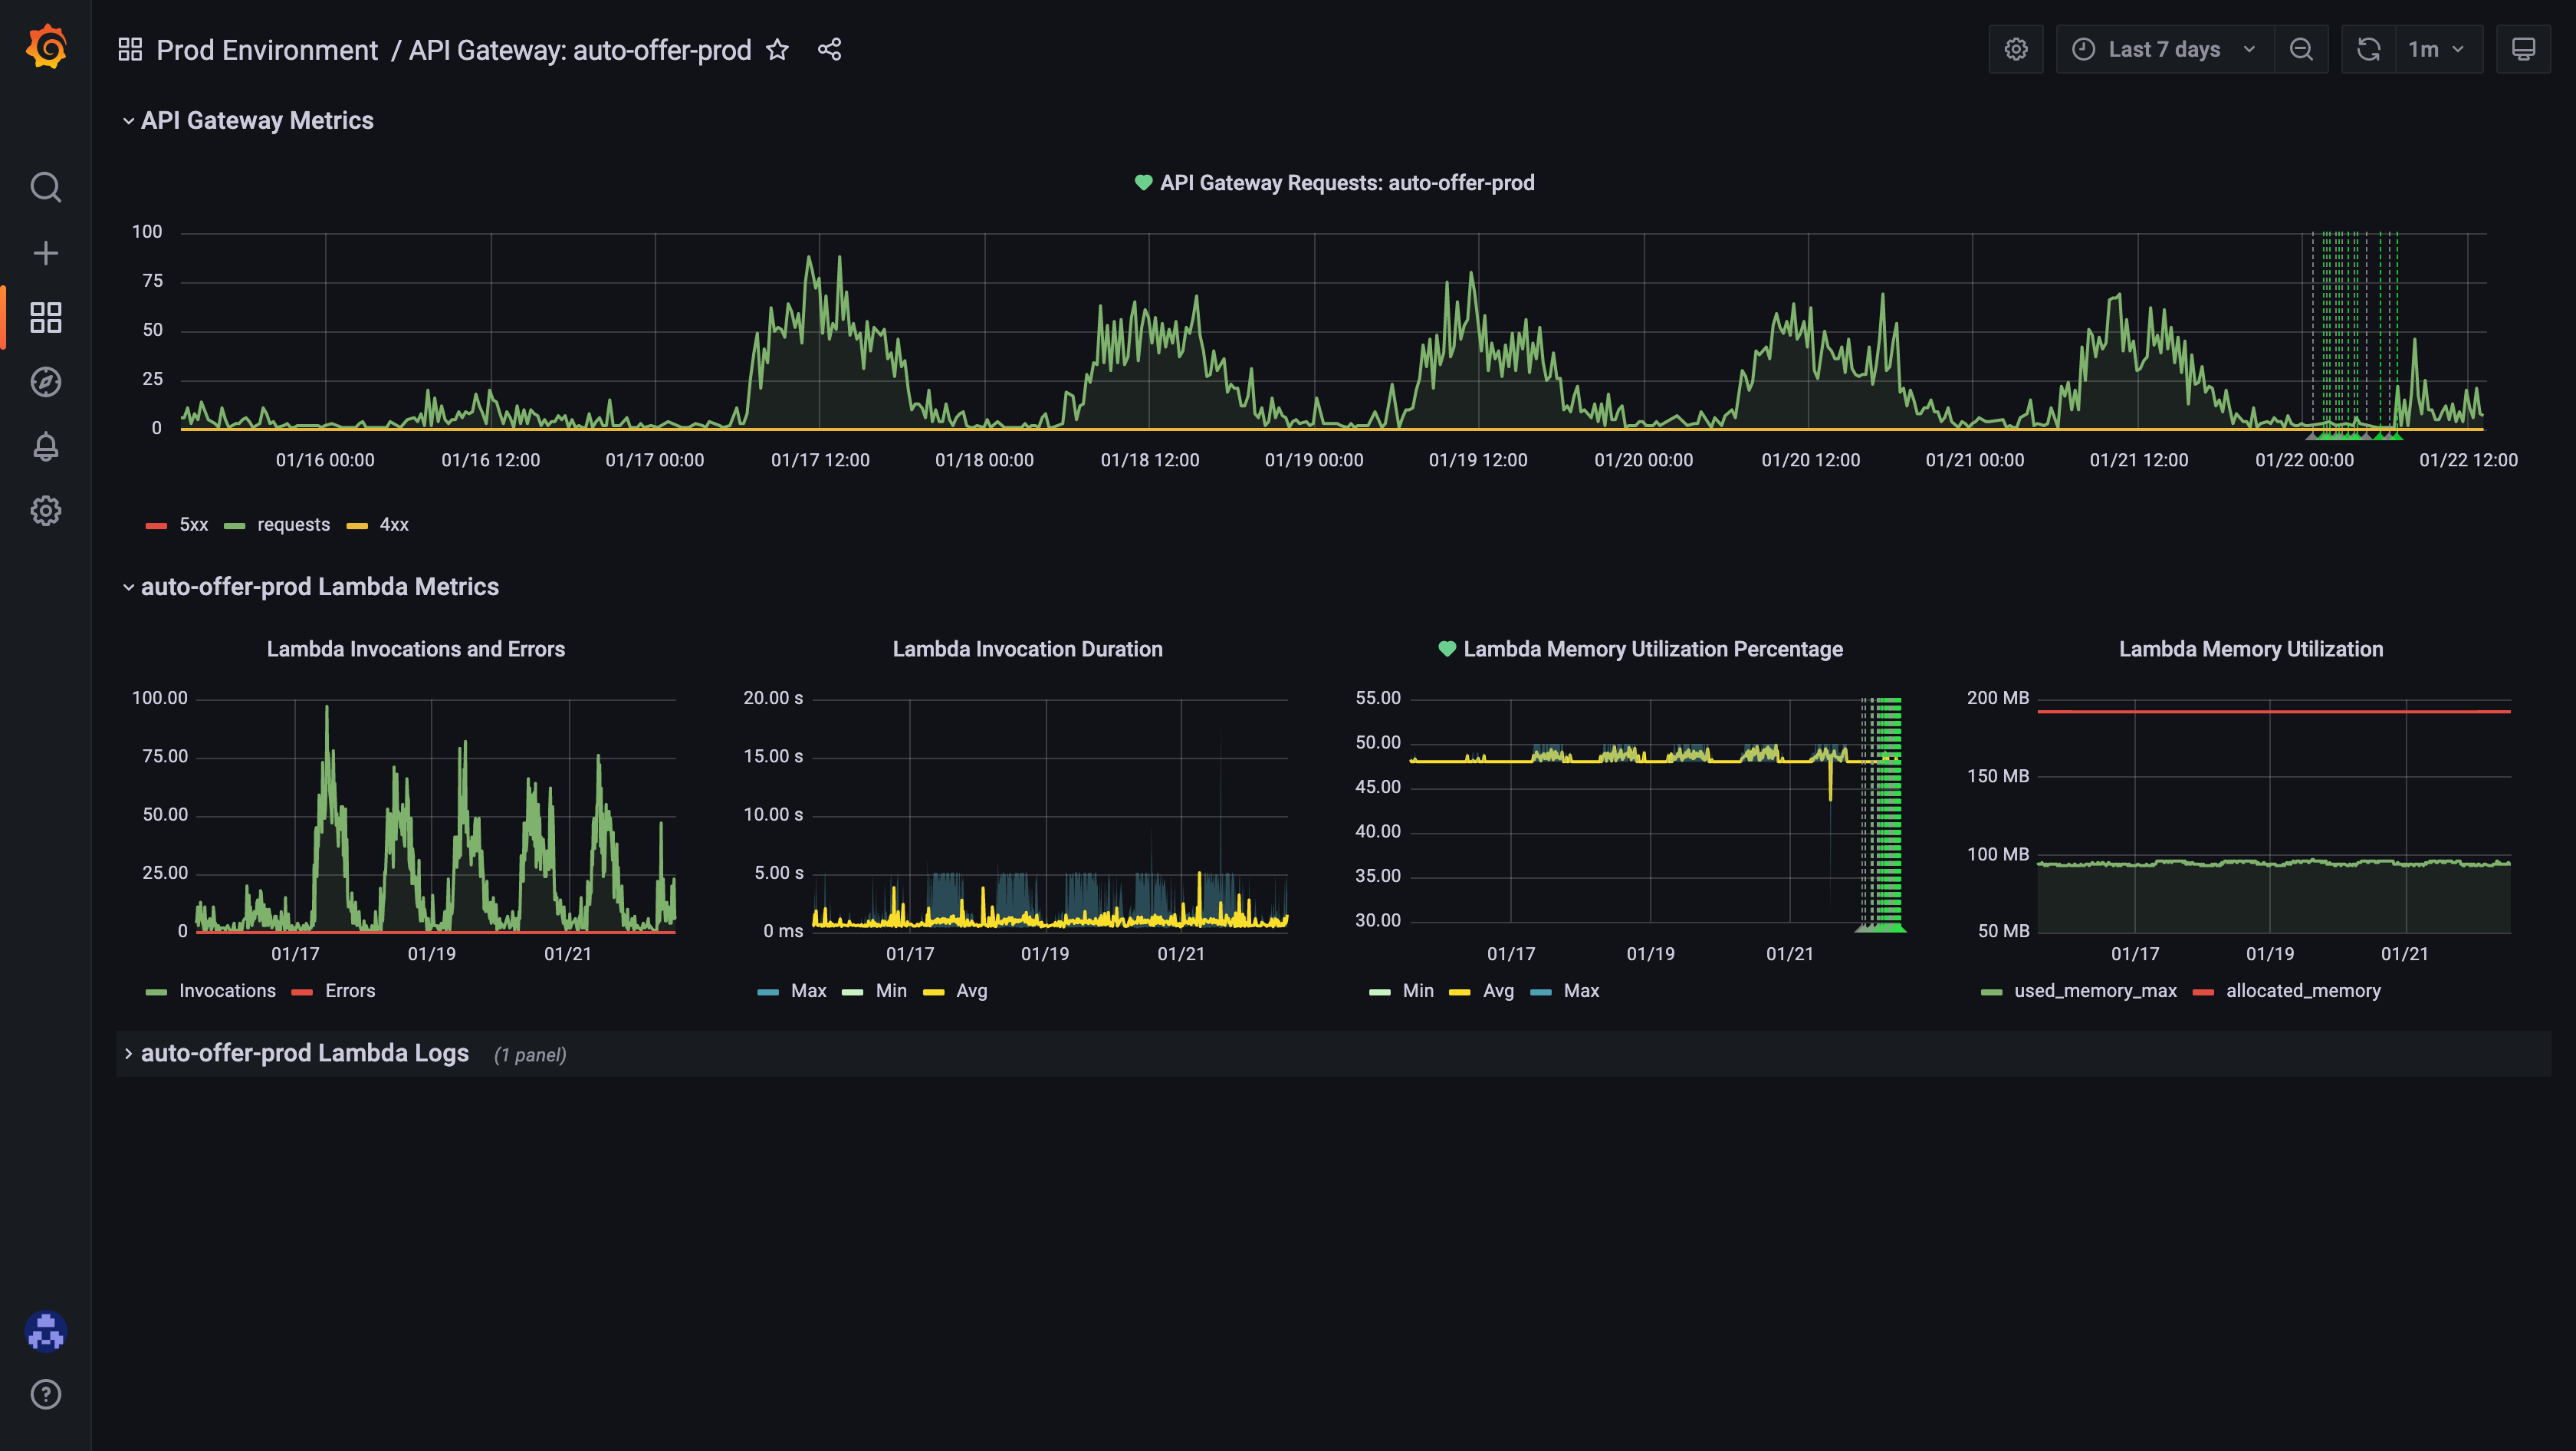 Prod Environment / API Gateway: auto-offer-prod
Last 7 days
1m
API Gateway Metrics
API Gateway Requests: auto-offer-prod
100
75
50
25
0
01/16 00:00 01/16 12:00 01/17 00:00 01/17 12:00 01/18 00:00 01/18 12:00 01/19 00:00 01/19 12:00 01/20 00:00 01/20 12:00 01/21 00:00 01/21 12:00 01/22 00:00 01/22 12:00
5xx requests 4xx
auto-offer-prod Lambda Metrics
Lambda Invocations and Errors
100.00
75.00
50.00
25.00
0
01/17 01/19 01/21
Invocations Errors
Lambda Invocation Duration
20.00 s
15.00 s
10.00 s
5.00 s
0 ms
01/17 01/19 01/21
Max Min Avg
Lambda Memory Utilization Percentage
55.00
50.00
45.00
40.00
35.00
30.00
01/17 01/19 01/21
Min Avg Max
Lambda Memory Utilization
200 MB
150 MB
100 MB
50 MB
01/17 01/19 01/21
used_memory_max allocated_memory
auto-offer-prod Lambda Logs (1 panel)